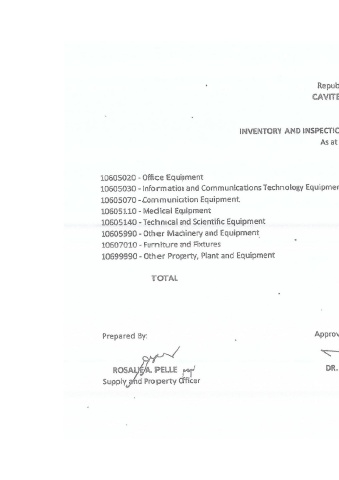 Repub
CAVITE
INVENTORY AND INSPECTIO
As at
10605020 - Office Equipment
10605030 - Information and Communications Technology Equipmen
10605070 - Communication Equipment
10605110 - Medical Equipment
10605140 - Technical and Scientific Equipment
10605990 - Other Machinery and Equipment
10607010 - Furniture and Fixtures
10699990 - Other Property, Plant and Equipment
TOTAL
Prepared By:
Approv
ROSALIE A. PELLE
DR.
Supply and Property Officer